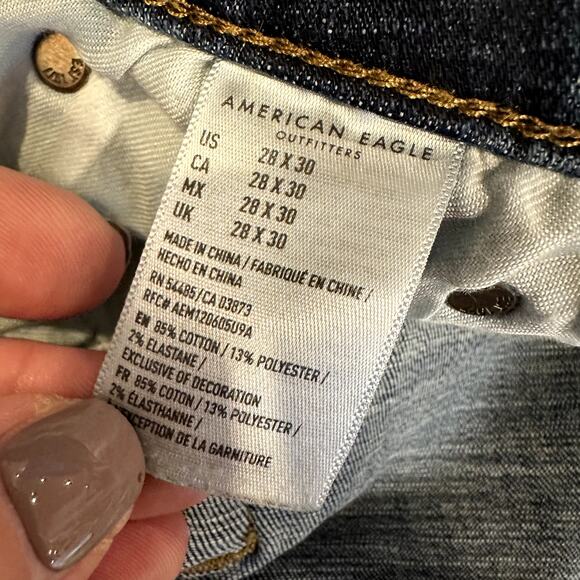 AMERICAN EAGLE
OUTFITTERS
US 28 X 30
CA 28 X 30
MX 28 X 30
UK 28 X 30
MADE IN CHINA / FABRIQUÉ EN CHINE /
HECHO EN CHINA
RN 54485/CA 03873
RFC# AEM120605U9A
EN 85% COTTON / 13% POLYESTER /
2% ELASTANE /
EXCLUSIVE OF DECORATION
FR 85% COTON / 13% POLYESTER /
2% ÉLASTHANNE /
EXCEPTION DE LA GARNITURE